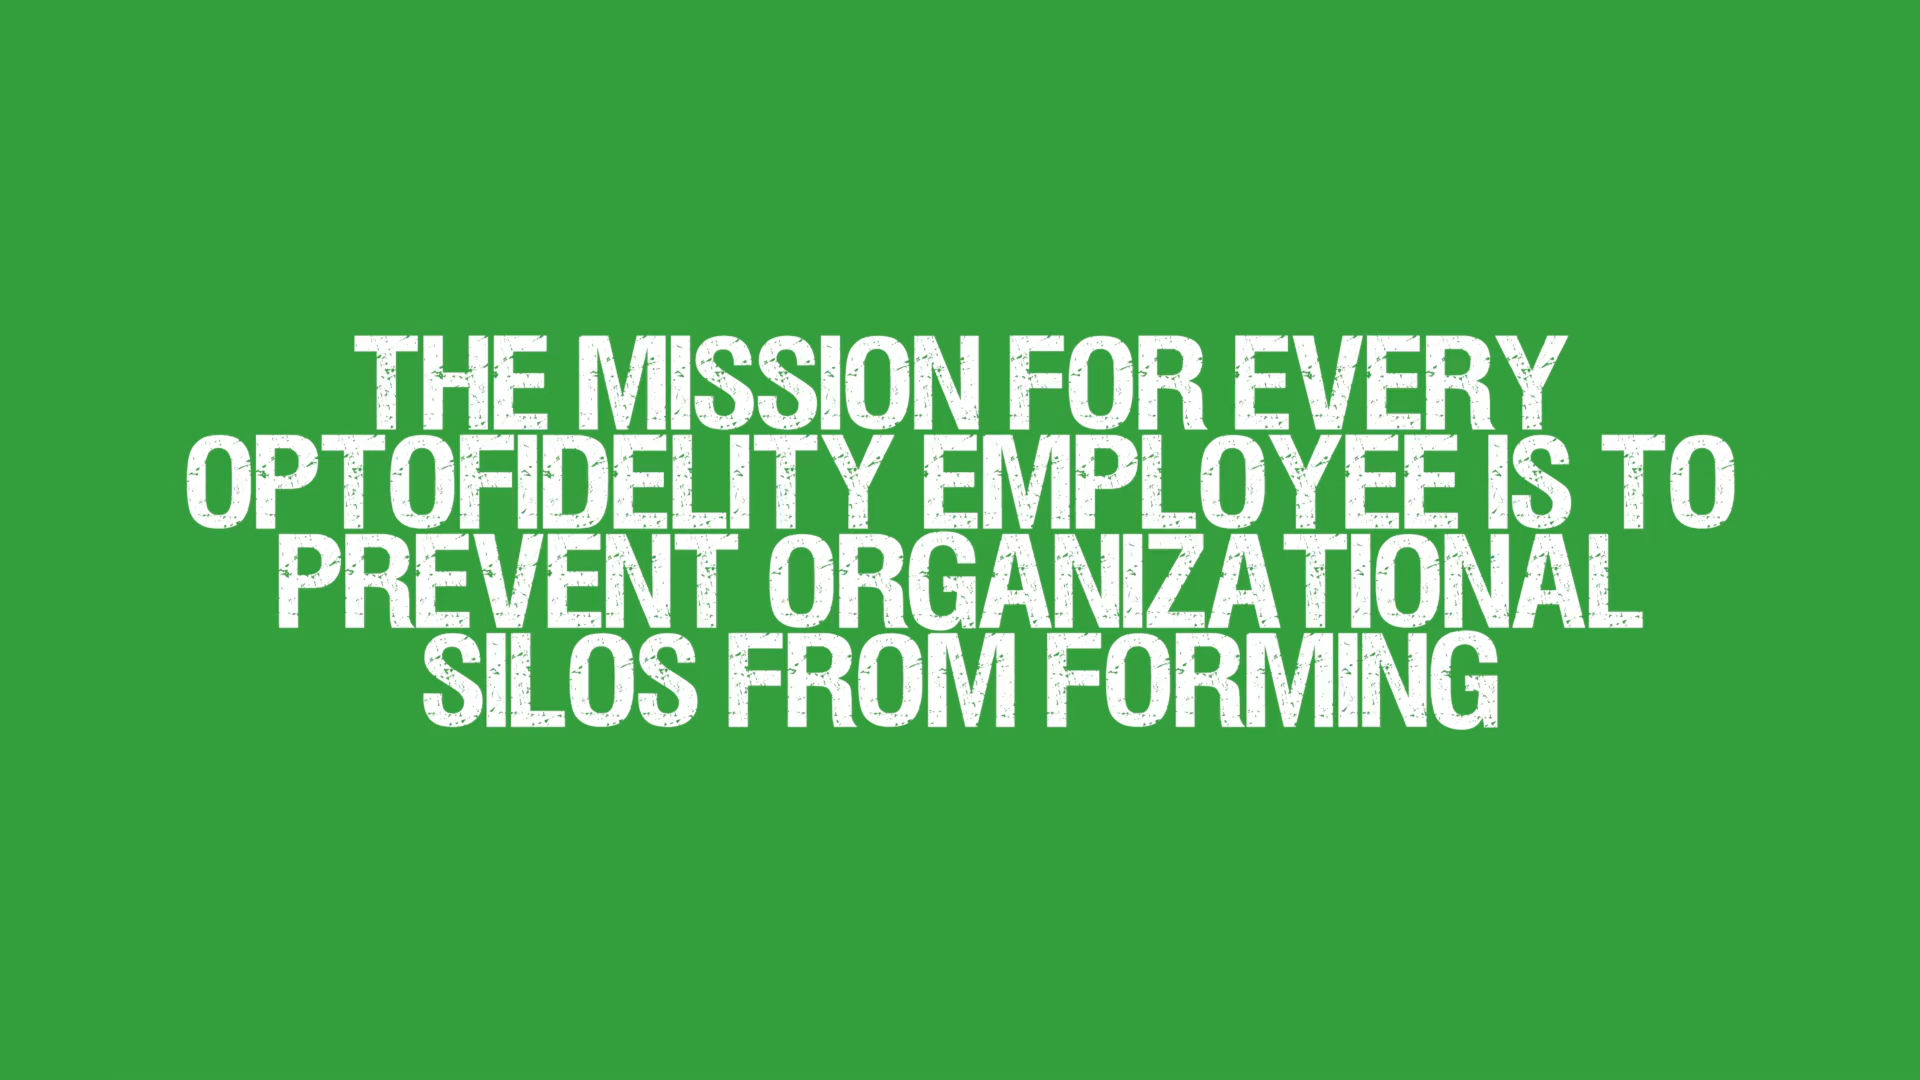 THE MISSION FOR EVERY
OPTOFIDELITY EMPLOYEE IS TO
PREVENT ORGANIZATIONAL
SILOS FROM FORMING